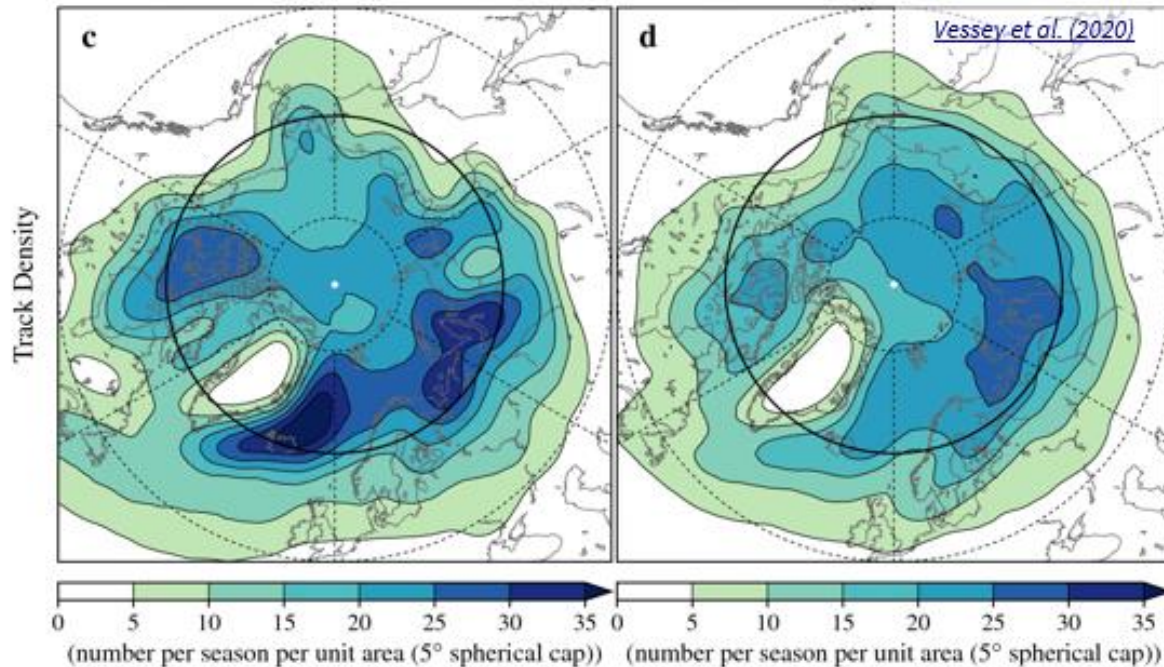 c
d
Vessey et al. (2020)
Track Density
0 5 10 15 20 25 30 35
(number per season per unit area (5° spherical cap))
0 5 10 15 20 25 30 35
(number per season per unit area (5° spherical cap))